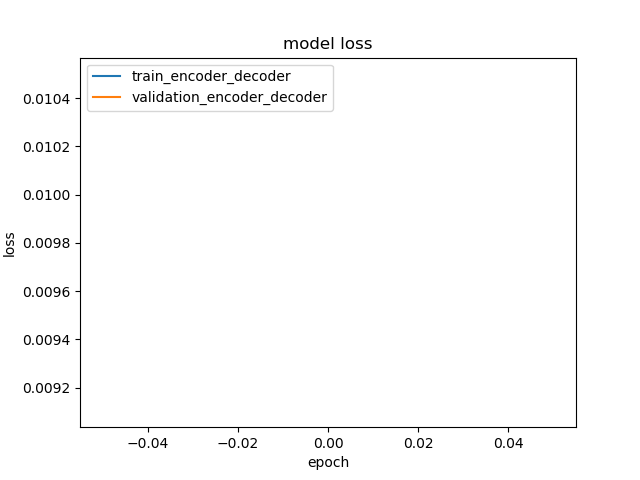 model loss
train_encoder_decoder
validation_encoder_decoder
0.0104
0.0102
0.0100
0.0098
0.0096
0.0094
0.0092
loss
−0.04 −0.02 0.00 0.02 0.04
epoch